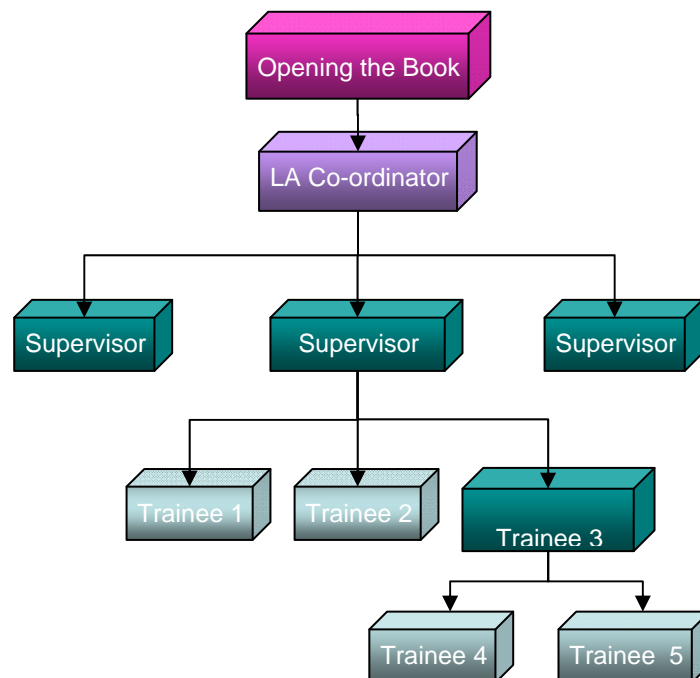 Opening the Book
LA Co-ordinator
Supervisor
Supervisor
Supervisor
Trainee 1
Trainee 2
Trainee 3
Trainee 4
Trainee 5